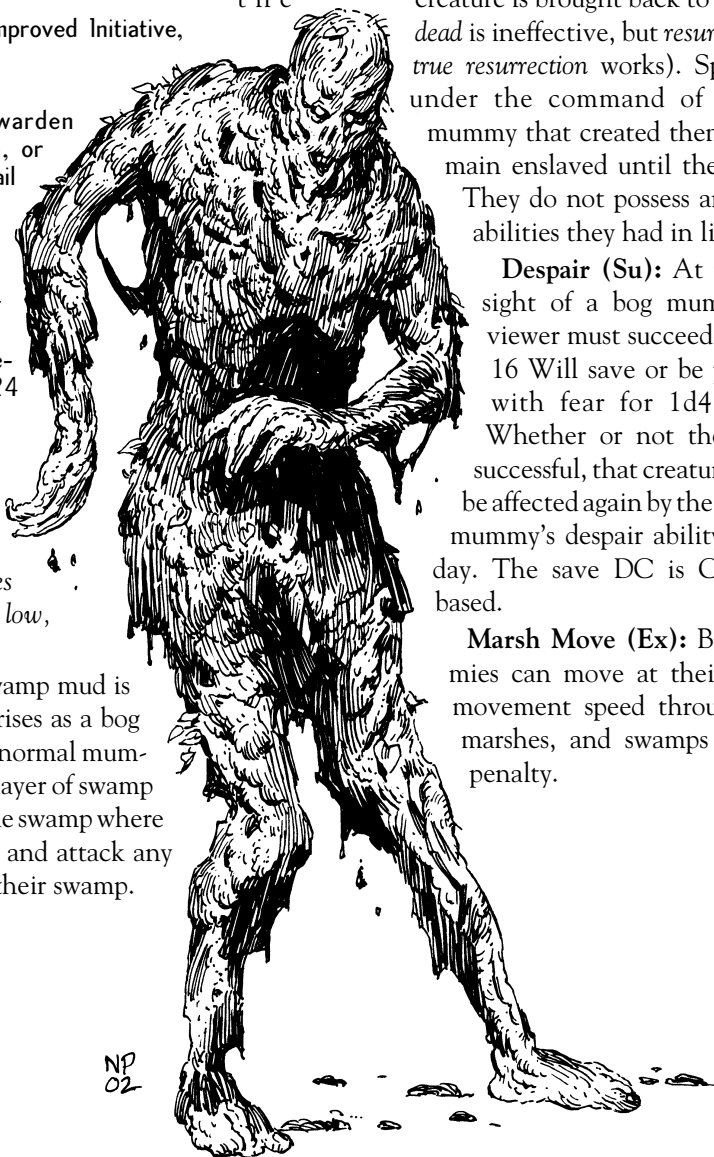 t h e
mproved Initiative,
warden
, or
ail
e-
24
es
low,
wamp mud is
rises as a bog
normal mum-
ayer of swamp
e swamp where
and attack any
their swamp.
creature is brought back to
dead is ineffective, but resur
true resurrection works). Sp
under the command of
mummy that created ther
main enslaved until the
They do not possess a
abilities they had in li
Despair (Su): At
sight of a bog mum
viewer must succeed
16 Will save or be
with fear for 1d4
Whether or not the
successful, that creatur
be affected again by the
mummy's despair ability
day. The save DC is C
based.
Marsh Move (Ex): B
mies can move at thei
movement speed throu
marshes, and swamps
penalty.
NP
02